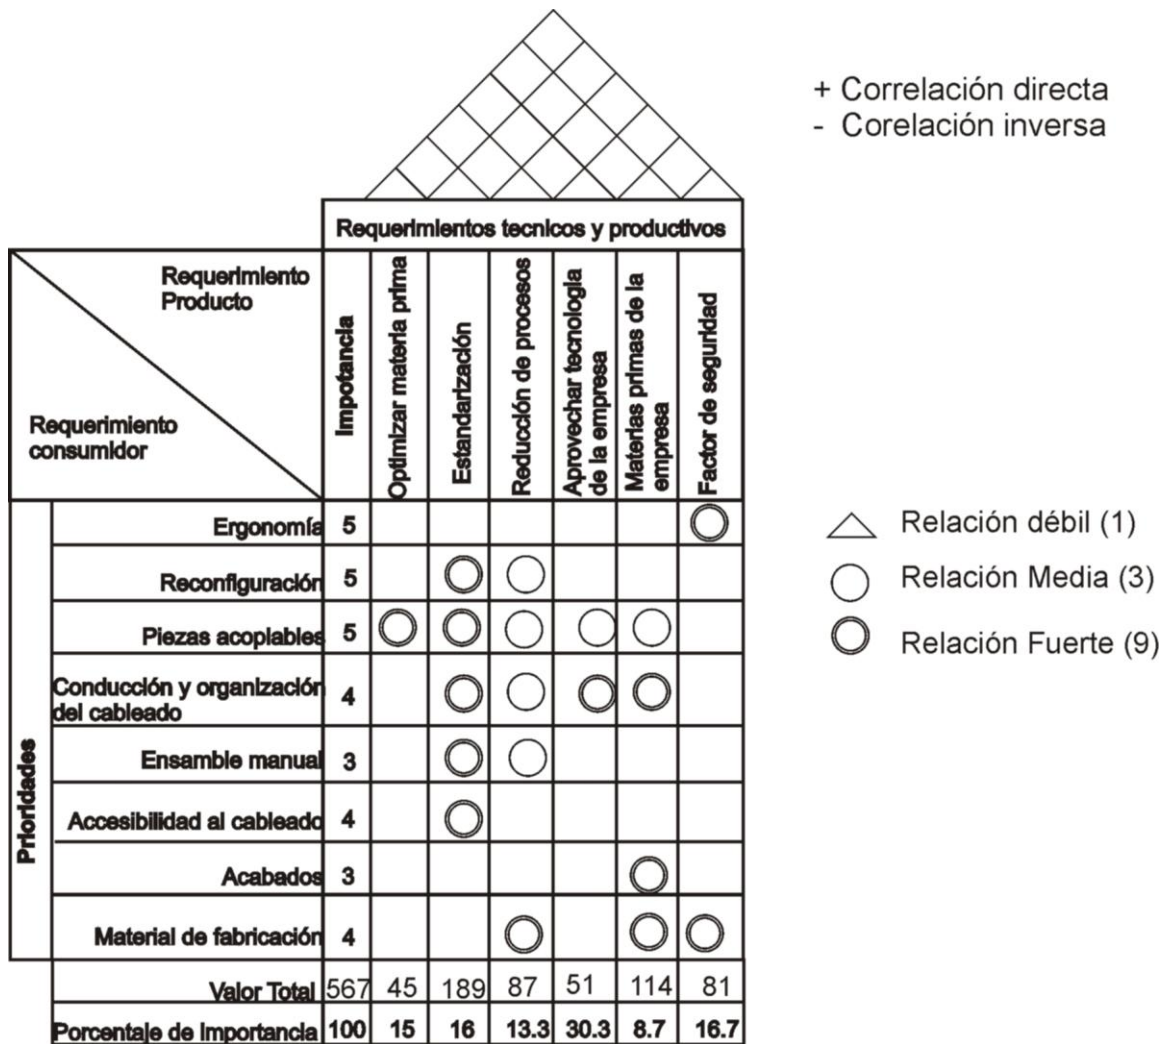 + Correlación directa
- Corelación inversa
Requerimientos tecnicos y productivos
Requerimiento
Producto
Requerimiento
consumidor
Impotancia
Optimizar materia prima
Estandarización
Reducción de procesos
Aprovechar tecnologia
de la empresa
Materias primas de la
empresa
Factor de seguridad
Prioridades
Ergonomía 5
Reconfiguración 5
Piezas acoplables 5
Conducción y organización
del cableado 4
Ensamble manual 3
Accesibilidad al cableado 4
Acabados 3
Material de fabricación 4
Valor Total 567 45 189 87 51 114 81
Porcentaje de importancia 100 15 16 13.3 30.3 8.7 16.7
Relación débil (1)
Relación Media (3)
Relación Fuerte (9)